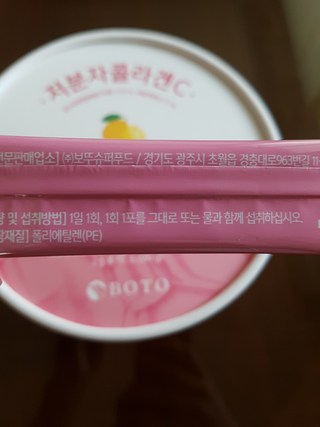 저분자콜라겐C
전문판매업소] ㈜보뚜슈퍼푸드 / 경기도 광주시 초월읍 경충대로963번길 11
및 섭취방법] 1일 1회, 1회 1포를 그대로 또는 물과 함께 섭취하십시오.
재질] 폴리에틸렌(PE)
BOTO